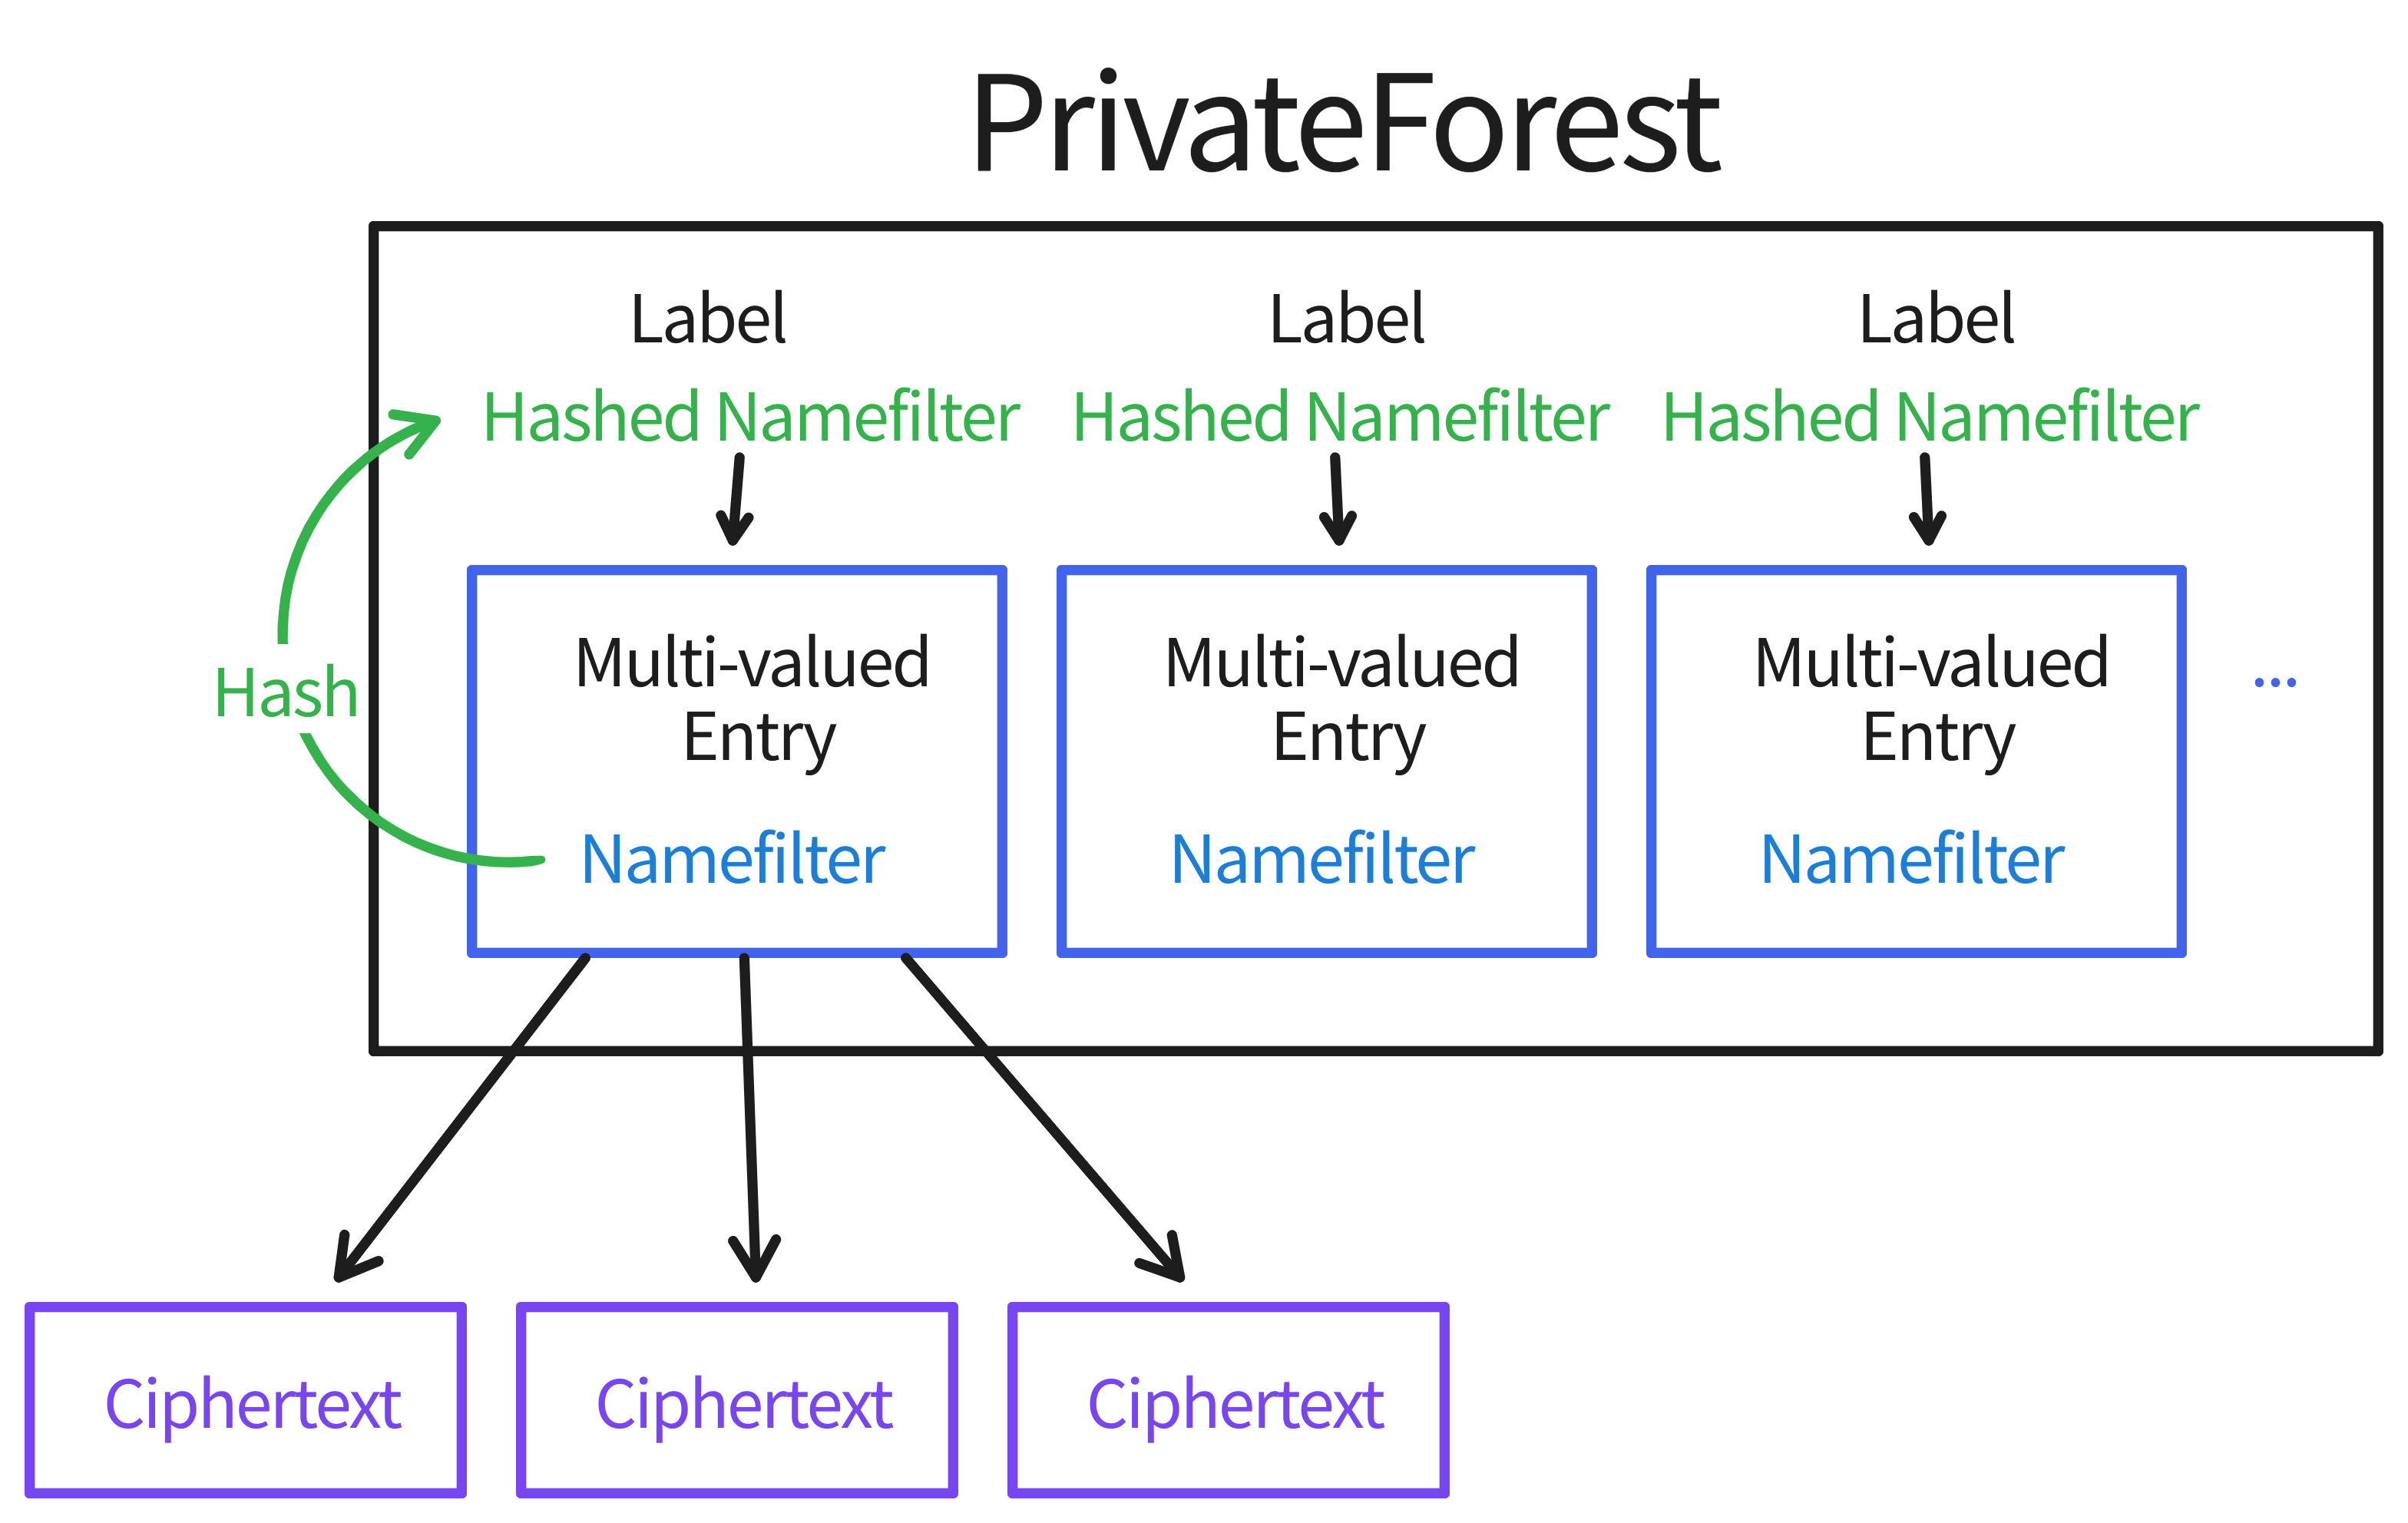 PrivateForest
Label Label Label
Hashed Namefilter Hashed Namefilter Hashed Namefilter
Hash
Multi-valued
Entry
Namefilter
Multi-valued
Entry
Namefilter
Multi-valued
Entry
Namefilter
...
Ciphertext Ciphertext Ciphertext